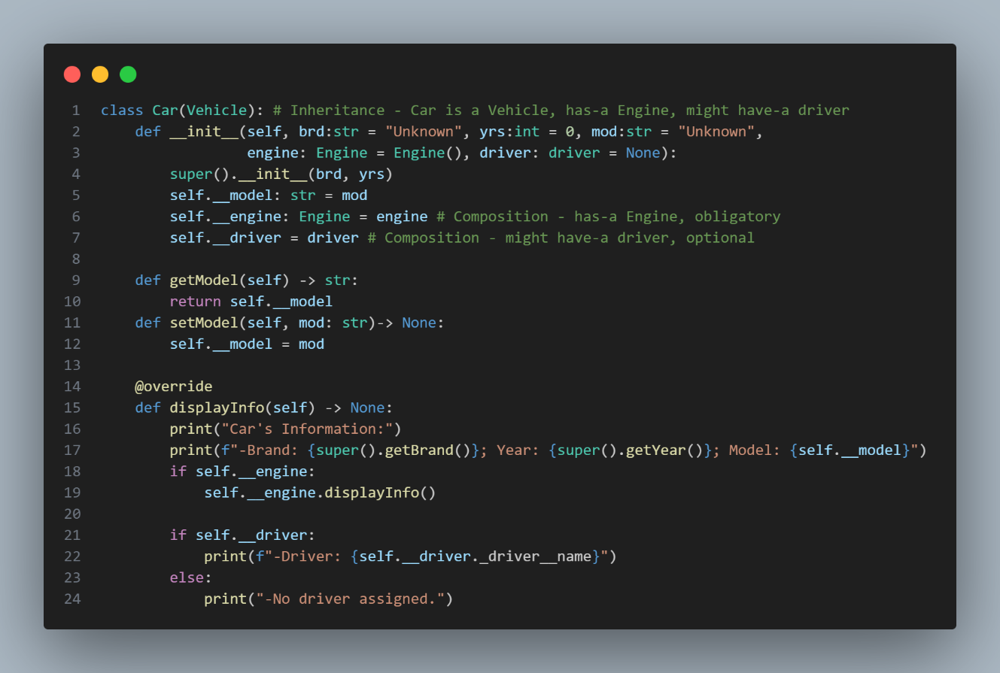 1 class Car(Vehicle): # Inheritance - Car is a Vehicle, has-a Engine, might have-a driver
2     def __init__(self, brd:str = "Unknown", yrs:int = 0, mod:str = "Unknown",
3                  engine: Engine = Engine(), driver: driver = None):
4         super().__init__(brd, yrs)
5         self.__model: str = mod
6         self.__engine: Engine = engine # Composition - has-a Engine, obligatory
7         self.__driver = driver # Composition - might have-a driver, optional
8
9     def getModel(self) -> str:
10         return self.__model
11     def setModel(self, mod: str)-> None:
12         self.__model = mod
13
14     @override
15     def displayInfo(self) -> None:
16         print("Car's Information:")
17         print(f"-Brand: {super().getBrand()}; Year: {super().getYear()}; Model: {self.__model}")
18         if self.__engine:
19             self.__engine.displayInfo()
20
21         if self.__driver:
22             print(f"-Driver: {self.__driver._driver__name}")
23         else:
24             print("-No driver assigned.")